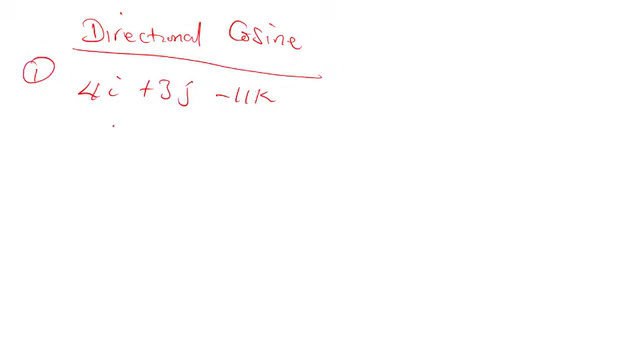 Directional Cosine
① 4i + 3j - 11k